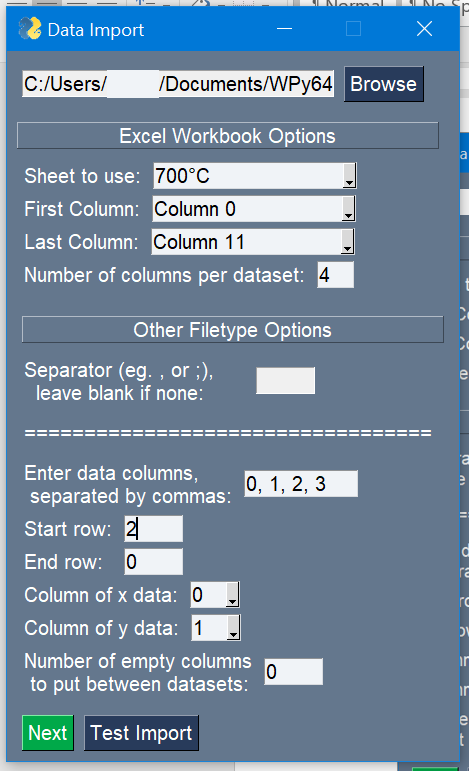 Normal
No Sp
Data Import
C:/Users/ /Documents/WPy64
Browse
Excel Workbook Options
Sheet to use: 700°C
First Column: Column 0
Last Column: Column 11
Number of columns per dataset: 4
Other Filetype Options
Separator (eg. , or ;),
leave blank if none:
==================================
Enter data columns,
separated by commas: 0, 1, 2, 3
Start row: 2
End row: 0
Column of x data: 0
Column of y data: 1
Number of empty columns
to put between datasets: 0
Next
Test Import